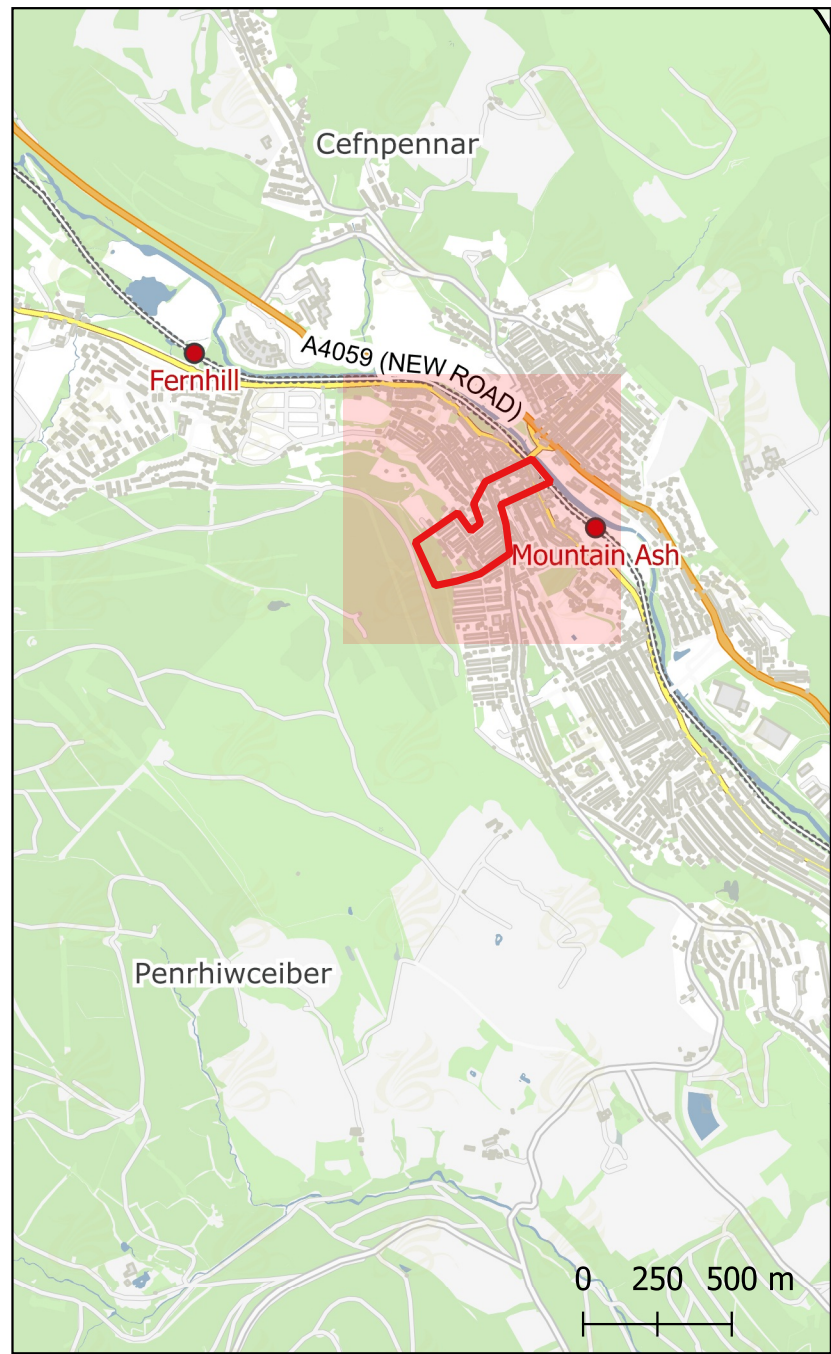 Cefnpennar
A4059 (NEW ROAD)
Fernhill
Mountain Ash
Penrhiwceiber
0 250 500 m